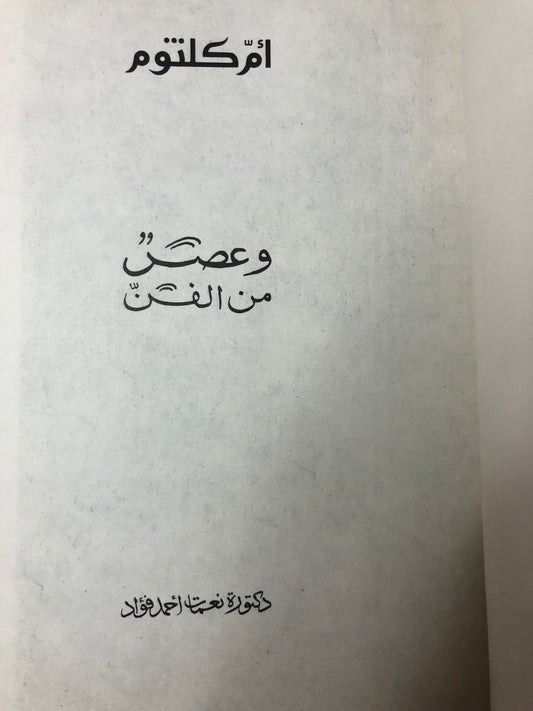 أمّ كلثوم
وعصرٌ
من الفنّ
دكتورة نعمات أحمد فؤاد